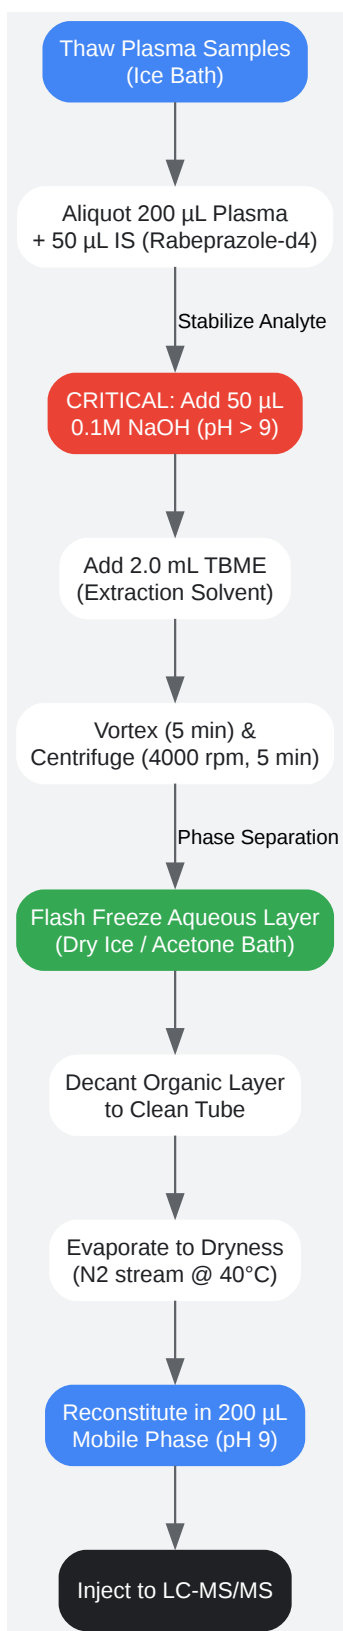 Thaw Plasma Samples
(Ice Bath)
Aliquot 200 µL Plasma
+ 50 µL IS (Rabeprazole-d4)
Stabilize Analyte
CRITICAL: Add 50 µL
0.1M NaOH (pH > 9)
Add 2.0 mL TBME
(Extraction Solvent)
Vortex (5 min) &
Centrifuge (4000 rpm, 5 min)
Phase Separation
Flash Freeze Aqueous Layer
(Dry Ice / Acetone Bath)
Decant Organic Layer
to Clean Tube
Evaporate to Dryness
(N2 stream @ 40°C)
Reconstitute in 200 µL
Mobile Phase (pH 9)
Inject to LC-MS/MS